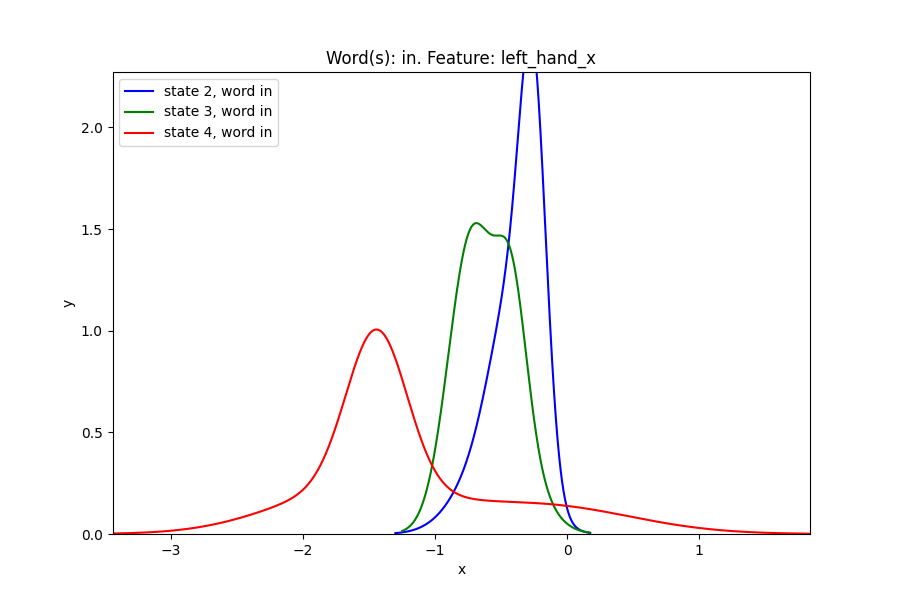 Word(s): in. Feature: left_hand_x
state 2, word in
state 3, word in
state 4, word in
y
2.0
1.5
1.0
0.5
0.0
−3
−2
−1
0
1
x